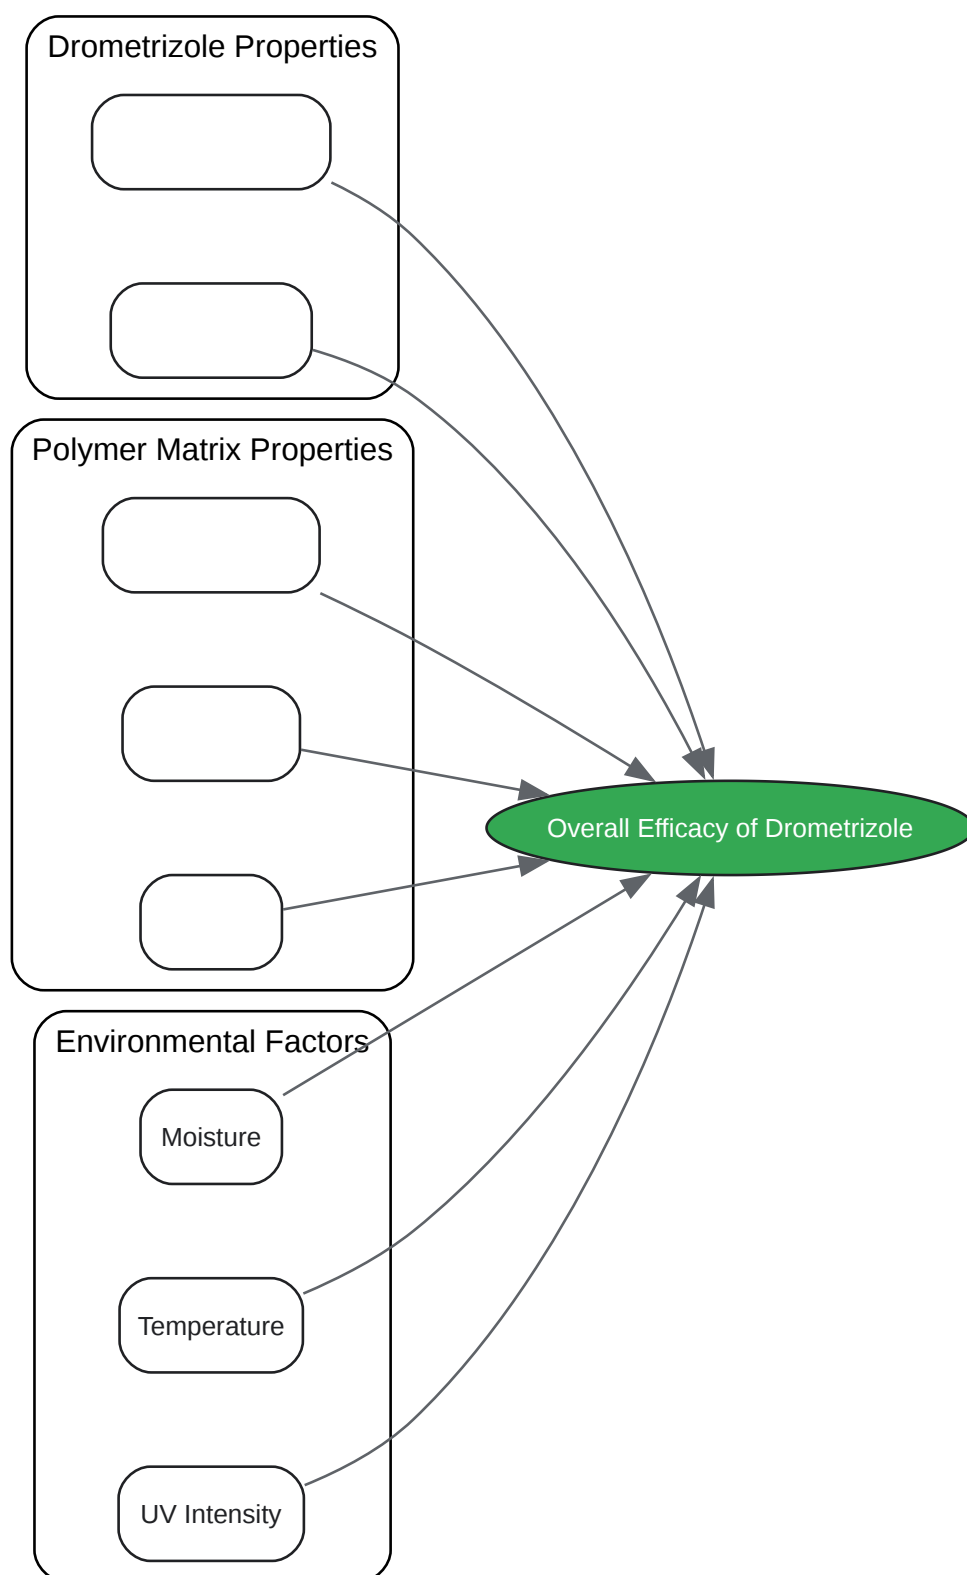 Drometrizole Properties
Polymer Matrix Properties
Overall Efficacy of Drometrizole
Environmental Factors
Moisture
Temperature
UV Intensity